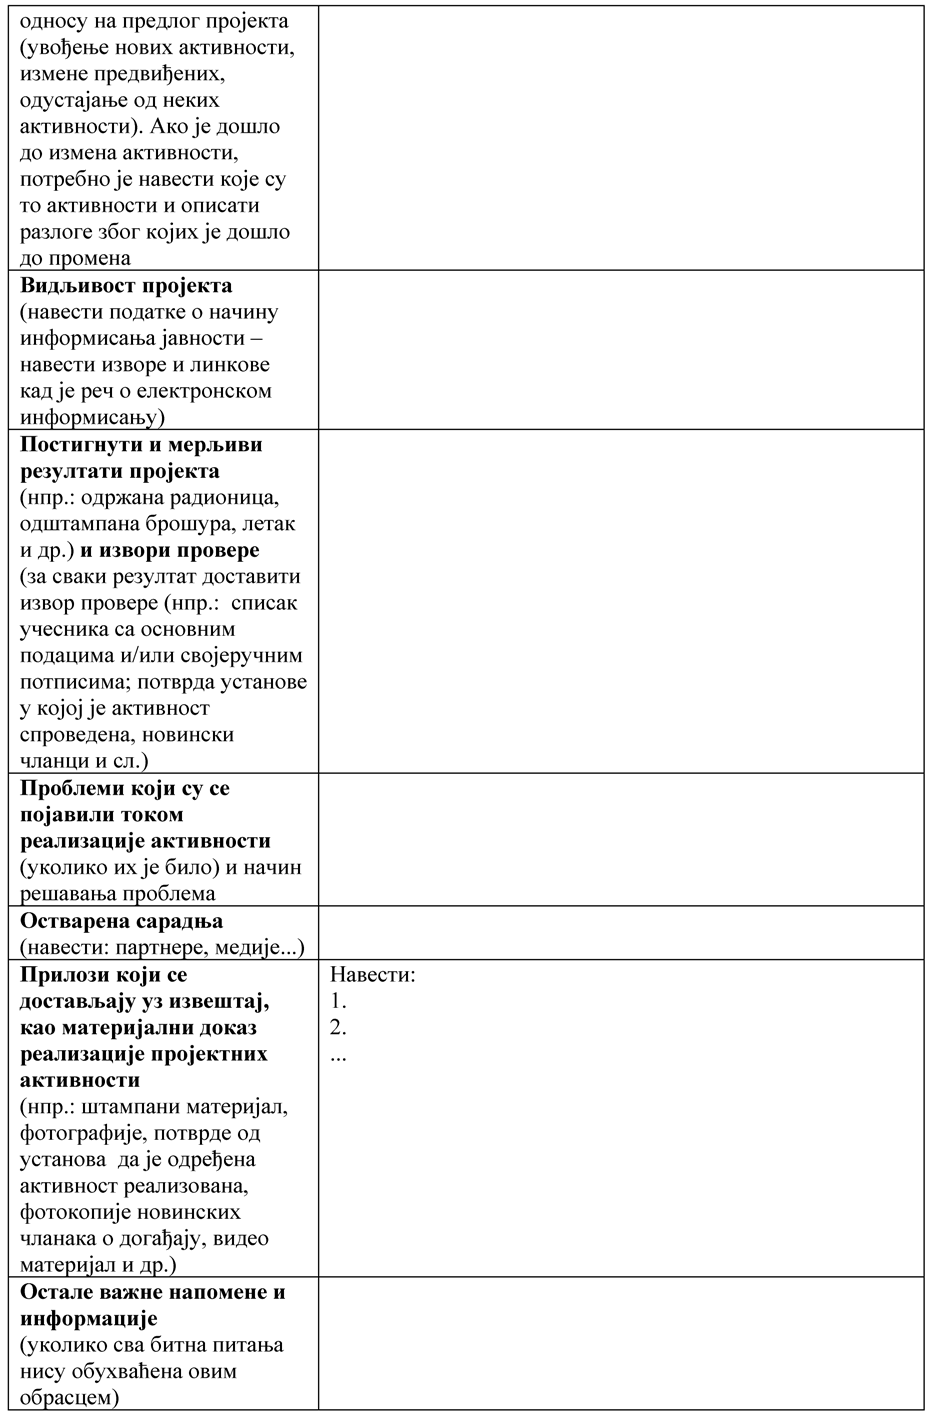 односу на предлог пројекта
(увођење нових активности,
измене предвиђених,
одустајање од неких
активности). Ако је дошло
до измена активности,
потребно је навести које су
то активности и описати
разлоге због којих је дошло
до промена
Видљивост пројекта
(навести податке о начину
информисања јавности –
навести изворе и линкове
кад је реч о електронском
информисању)
Постигнути и мерљиви
резултати пројекта
(нпр.: одржана радионица,
одштампана брошура, летак
и др.) и извори провере
(за сваки резултат доставити
извор провере (нпр.:  списак
учесника са основним
подацима и/или својеручним
потписима; потврда установе
у којој је активност
спроведена, новински
чланци и сл.)
Проблеми који су се
појавили током
реализације активности
(уколико их је било) и начин
решавања проблема
Остварена сарадња
(навести: партнере, медије...)
Прилози који се
достављају уз извештај,
као материјални доказ
реализације пројектних
активности
(нпр.: штампани материјал,
фотографије, потврде од
установа  да је одређена
активност реализована,
фотокопије новинских
чланака о догађају, видео
материјал и др.)
Навести:
1.
2.
...
Остале важне напомене и
информације
(уколико сва битна питања
нису обухваћена овим
обрасцем)